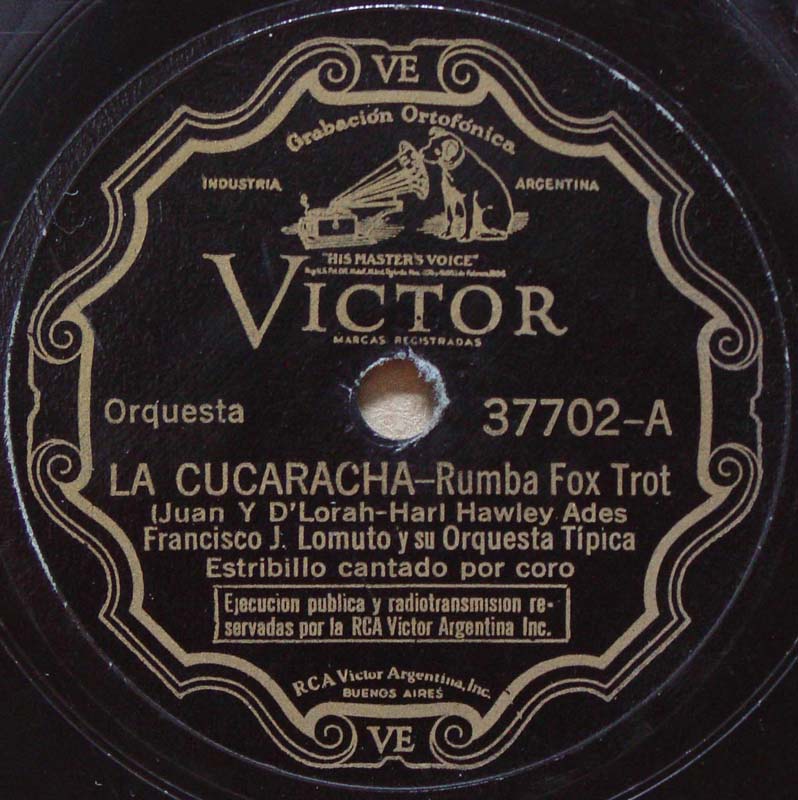 VE
Grabación Ortofónica
INDUSTRIA ARGENTINA
"HIS MASTER'S VOICE"
VICTOR
MARCAS REGISTRADAS
Orquesta 37702-A
LA CUCARACHA-Rumba Fox Trot
(Juan Y D'Lorah-Harl Hawley Ades
Francisco J. Lomuto y su Orquesta Típica
Estribillo cantado por coro
Ejecucion publica y radiotransmision re-
servadas por la RCA Victor Argentina Inc.
RCA Victor Argentina, Inc.
BUENOS AIRES
VE